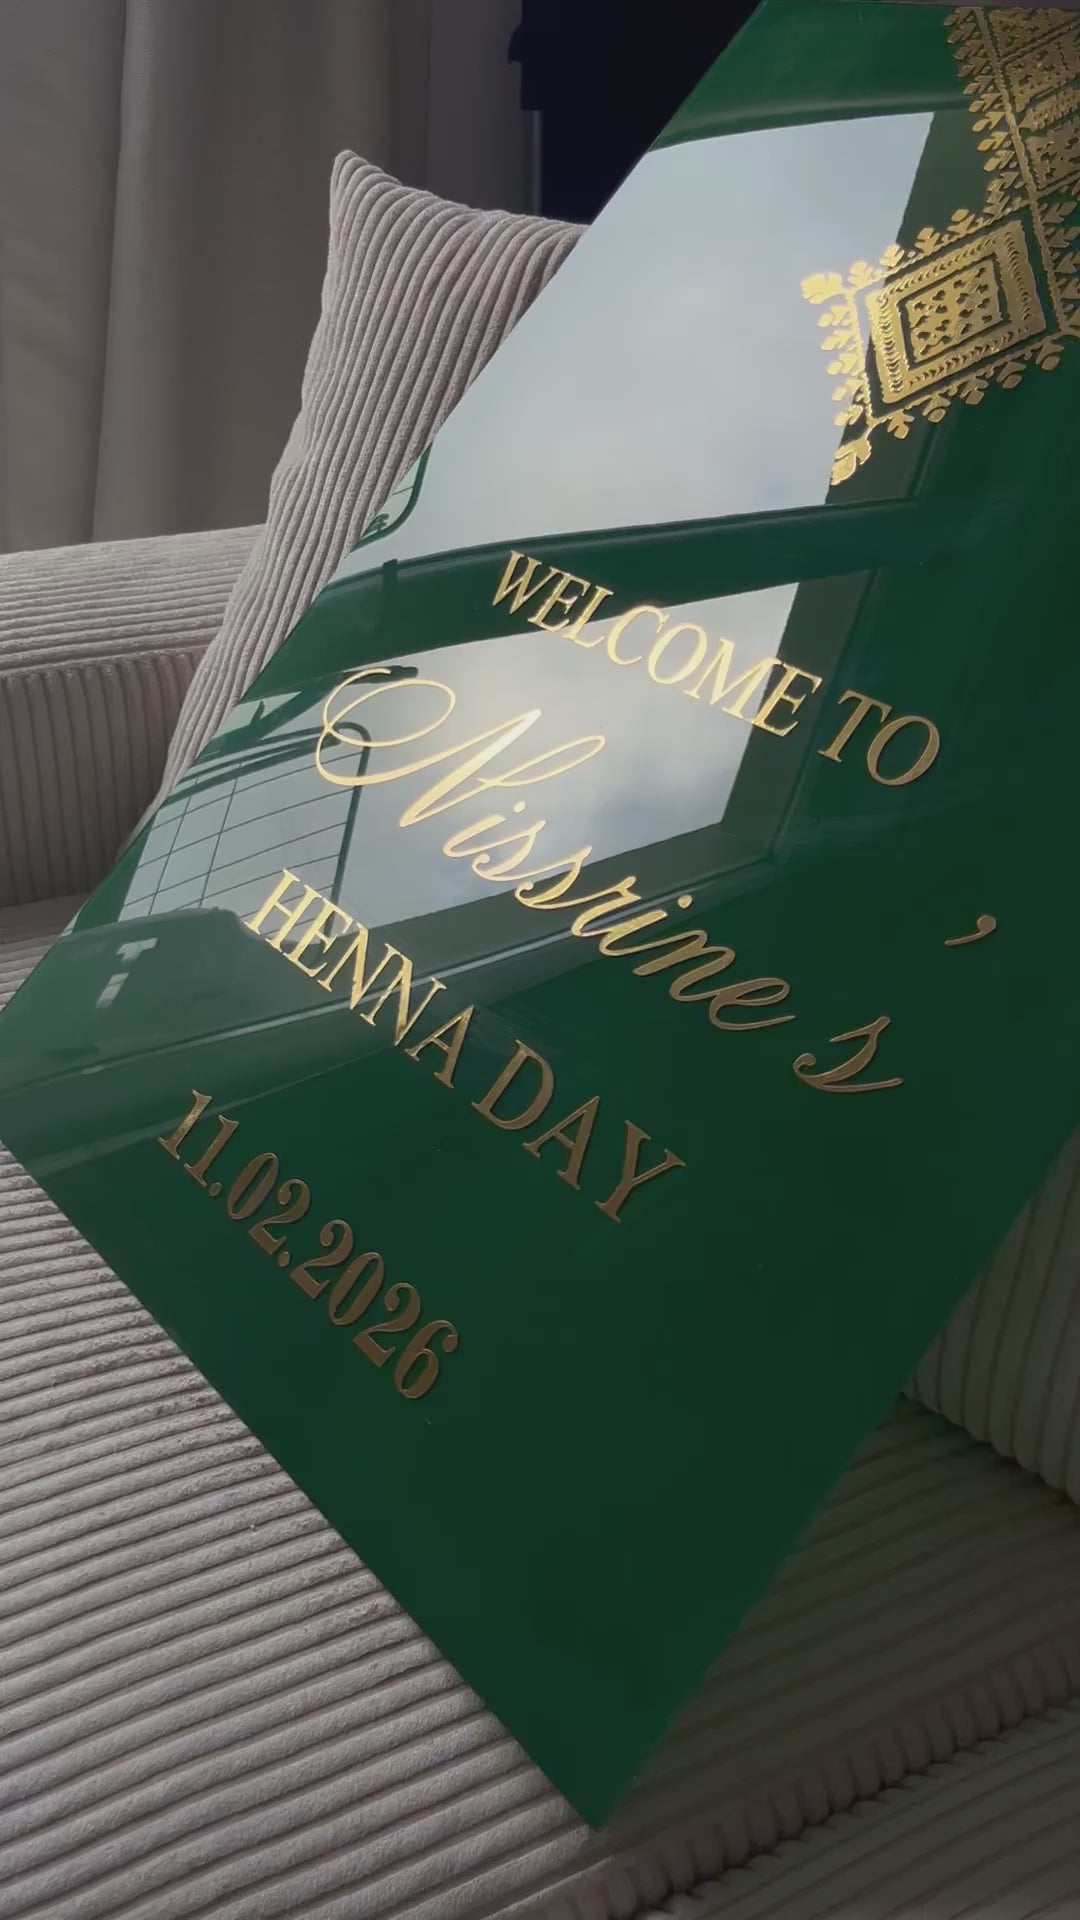 WELCOME TO
Nissrine's
HENNA DAY
11.02.2026